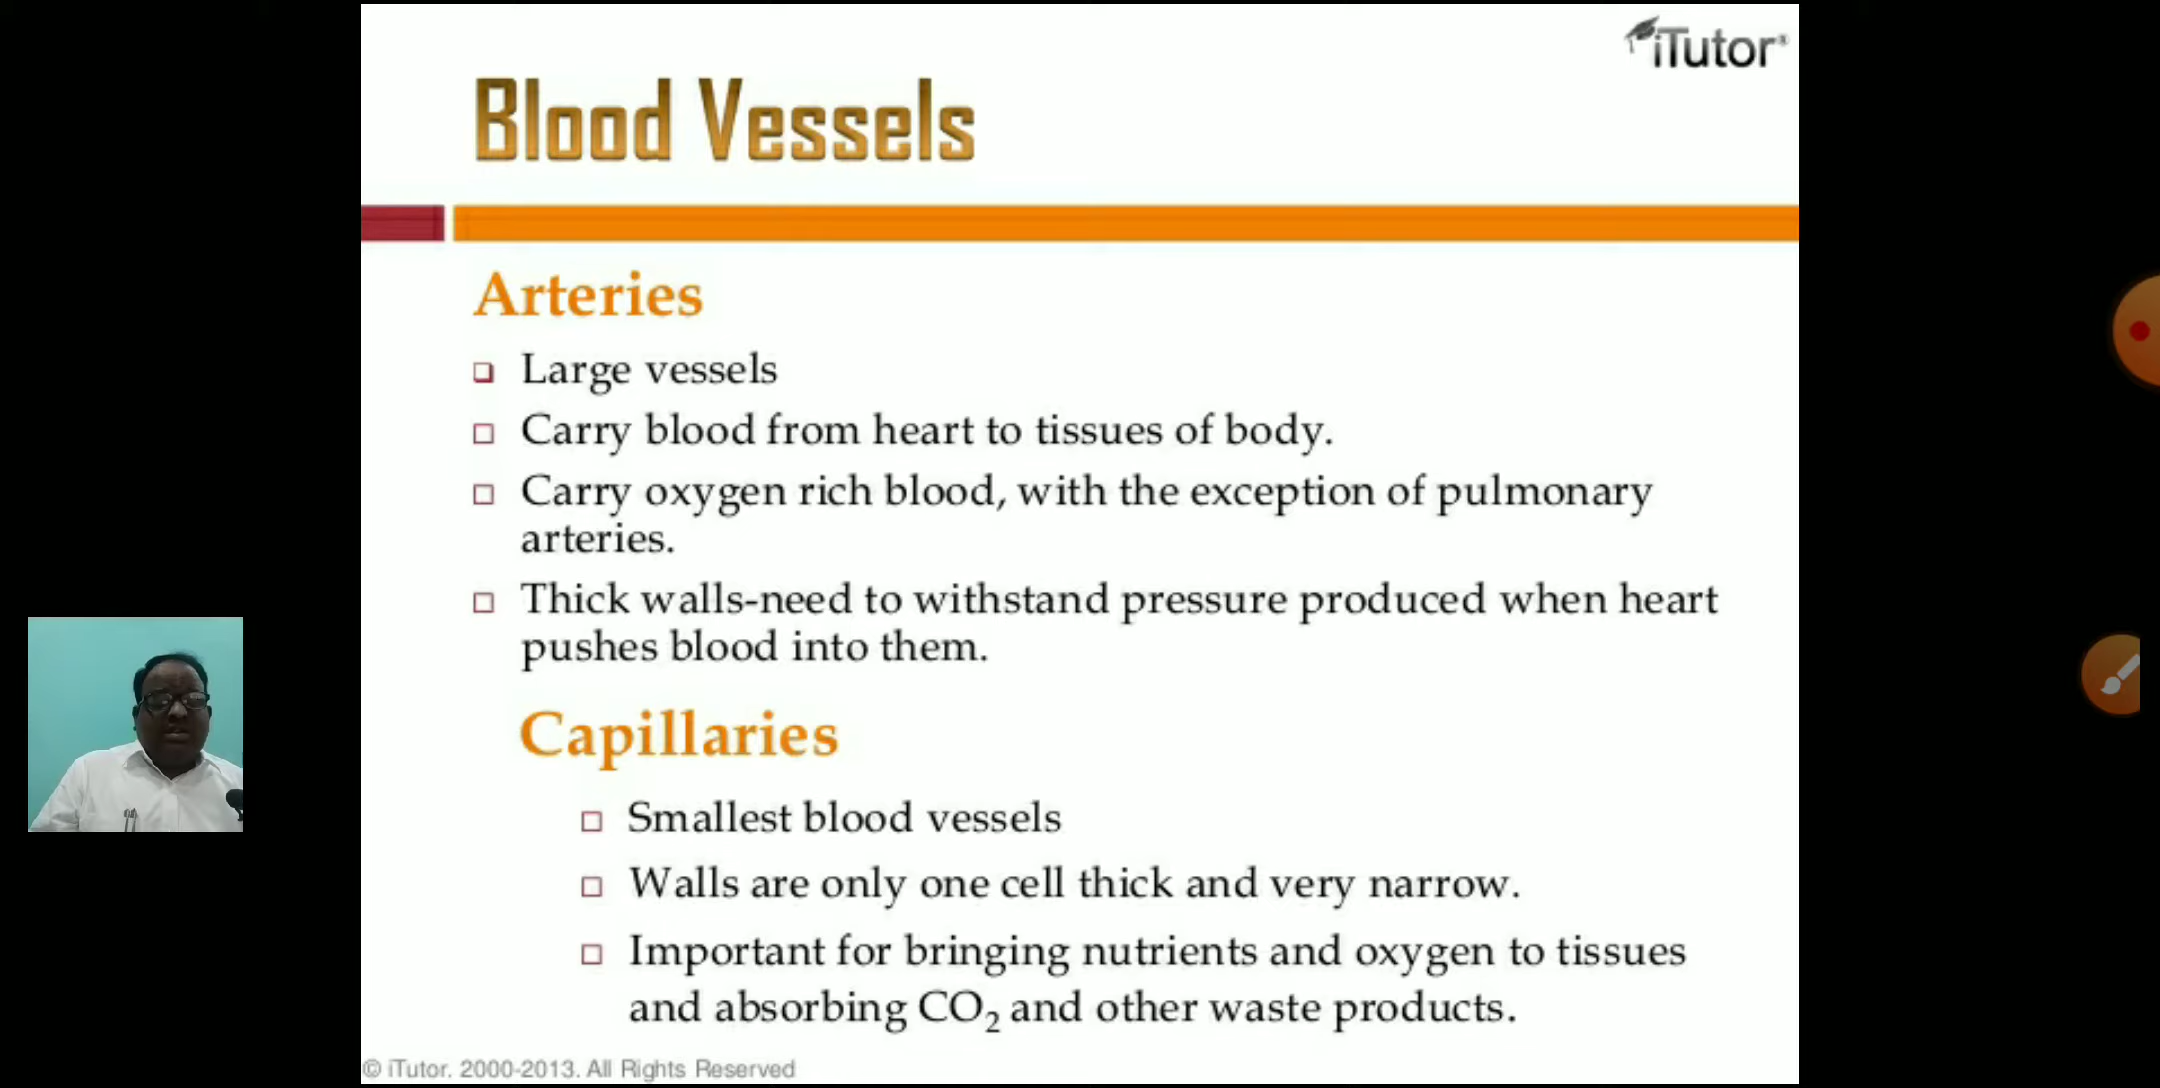 iTutor®
Blood Vessels
Arteries
Large vessels
Carry blood from heart to tissues of body.
Carry oxygen rich blood, with the exception of pulmonary
arteries.
Thick walls-need to withstand pressure produced when heart
pushes blood into them.
Capillaries
Smallest blood vessels
Walls are only one cell thick and very narrow.
Important for bringing nutrients and oxygen to tissues
and absorbing CO₂ and other waste products.
© iTutor. 2000-2013. All Rights Reserved